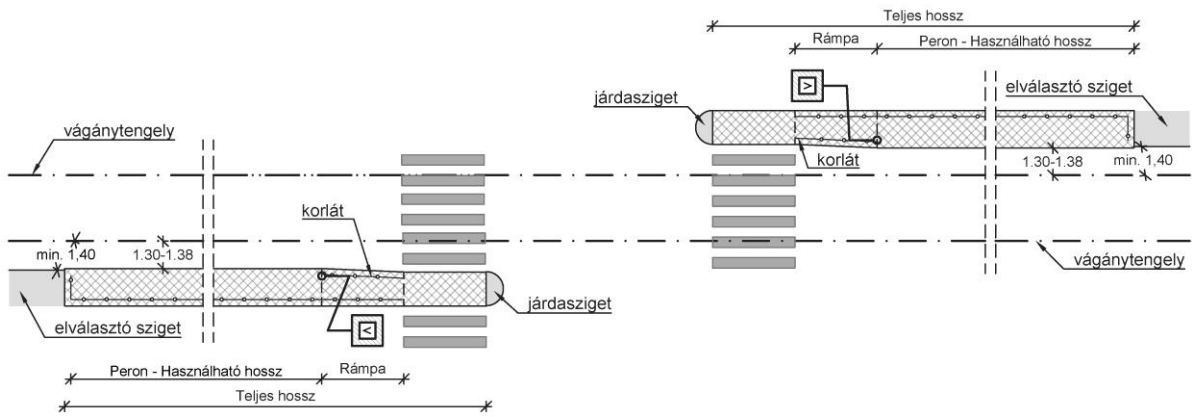 Teljes hossz
Rámpa
Peron - Használható hossz
>
járdasziget
elválasztó sziget
vágánytengely
korlát
1.30-1.38
min. 1,40
korlát
min. 1,40
1.30-1.38
vágánytengely
elválasztó sziget
<
járdasziget
Peron - Használható hossz
Rámpa
Teljes hossz